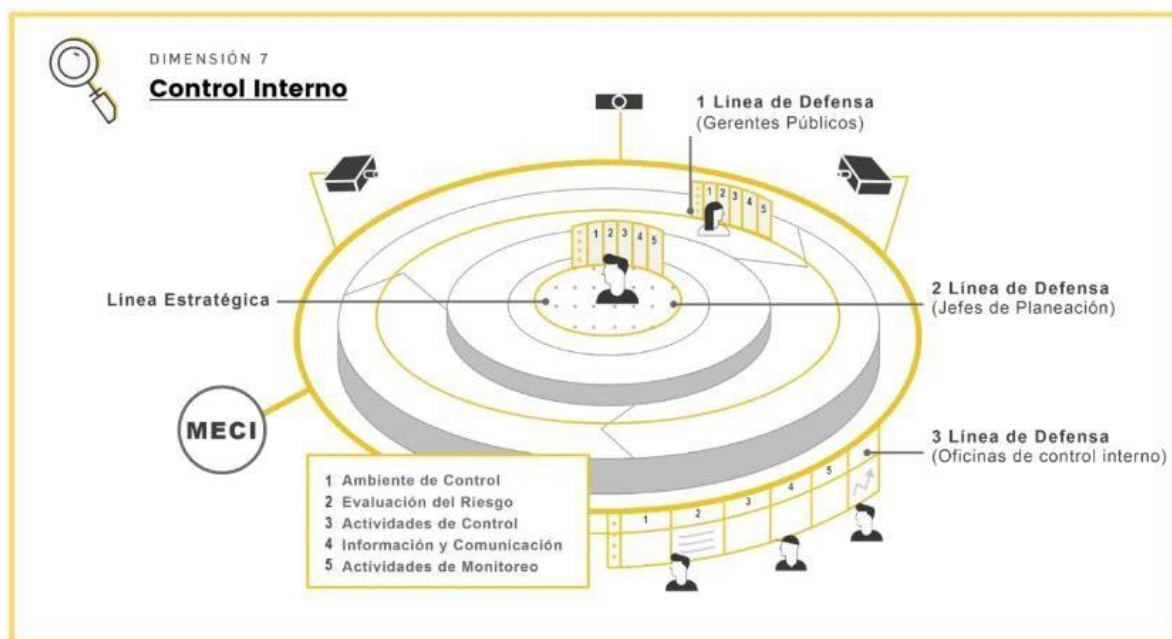 DIMENSIÓN 7
Control Interno
1 Linea de Defensa
(Gerentes Públicos)
1 2 3 4 5
1 2 3 4 5
Línea Estratégica
2 Línea de Defensa
(Jefes de Planeación)
MECI
3 Línea de Defensa
(Oficinas de control interno)
1 Ambiente de Control
2 Evaluación del Riesgo
3 Actividades de Control
4 Información y Comunicación
5 Actividades de Monitoreo
1 2 3 4 5